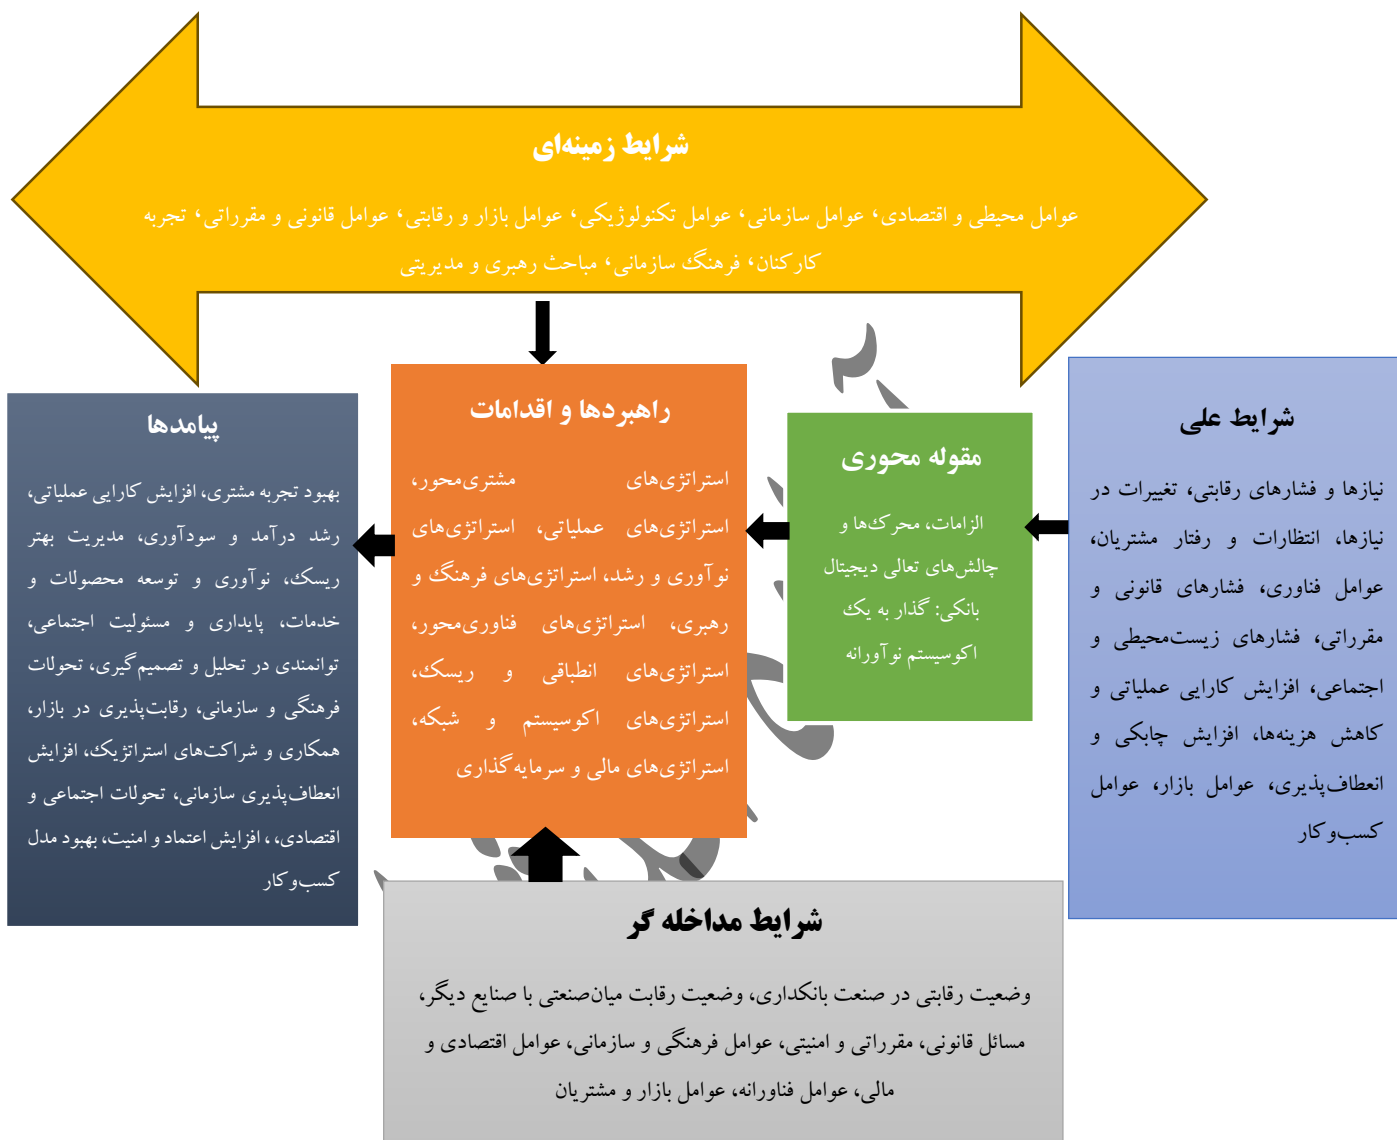 شرایط زمینه‌ای
عوامل محیطی و اقتصادی، عوامل سازمانی، عوامل تکنولوژیکی، عوامل بازار و رقابتی، عوامل قانونی و مقرراتی، تجربه
کارکنان، فرهنگ سازمانی، مباحث رهبری و مدیریتی
شرایط علی
نیازها و فشارهای رقابتی، تغییرات در
نیازها، انتظارات و رفتار مشتریان،
عوامل فناوری، فشارهای قانونی و
مقرراتی، فشارهای زیست‌محیطی و
اجتماعی، افزایش کارایی عملیاتی و
کاهش هزینه‌ها، افزایش چابکی و
انعطاف‌پذیری، عوامل بازار، عوامل
کسب‌وکار
مقوله محوری
الزامات، محرک‌ها و
چالش‌های تعالی دیجیتال
بانکی: گذار به یک
اکوسیستم نوآورانه
راهبردها و اقدامات
استراتژی‌های مشتری‌محور،
استراتژی‌های عملیاتی، استراتژی‌های
نوآوری و رشد، استراتژی‌های فرهنگ و
رهبری، استراتژی‌های فناوری‌محور،
استراتژی‌های انطباقی و ریسک،
استراتژی‌های اکوسیستم و شبکه،
استراتژی‌های مالی و سرمایه‌گذاری
پیامدها
بهبود تجربه مشتری، افزایش کارایی عملیاتی،
رشد درآمد و سودآوری، مدیریت بهتر
ریسک، نوآوری و توسعه محصولات و
خدمات، پایداری و مسئولیت اجتماعی،
توانمندی در تحلیل و تصمیم‌گیری، تحولات
فرهنگی و سازمانی، رقابت‌پذیری در بازار،
همکاری و شراکت‌های استراتژیک، افزایش
انعطاف‌پذیری سازمانی، تحولات اجتماعی و
اقتصادی، ، افزایش اعتماد و امنیت، بهبود مدل
کسب‌وکار
شرایط مداخله گر
وضعیت رقابتی در صنعت بانکداری، وضعیت رقابت میان‌صنعتی با صنایع دیگر،
مسائل قانونی، مقرراتی و امنیتی، عوامل فرهنگی و سازمانی، عوامل اقتصادی و
مالی، عوامل فناورانه، عوامل بازار و مشتریان